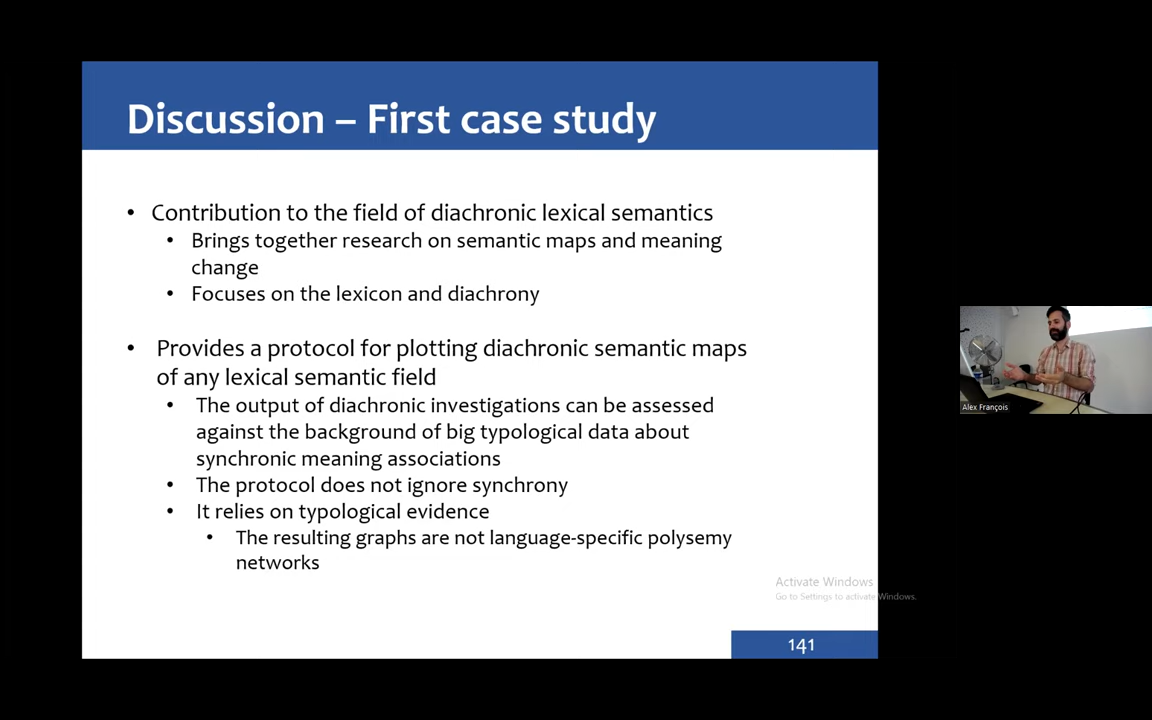 Discussion – First case study
• Contribution to the field of diachronic lexical semantics
• Brings together research on semantic maps and meaning
change
• Focuses on the lexicon and diachrony
• Provides a protocol for plotting diachronic semantic maps
of any lexical semantic field
• The output of diachronic investigations can be assessed
against the background of big typological data about
synchronic meaning associations
• The protocol does not ignore synchrony
• It relies on typological evidence
• The resulting graphs are not language-specific polysemy
networks
Activate Windows
Go to Settings to activate Windows.
141
Alex François